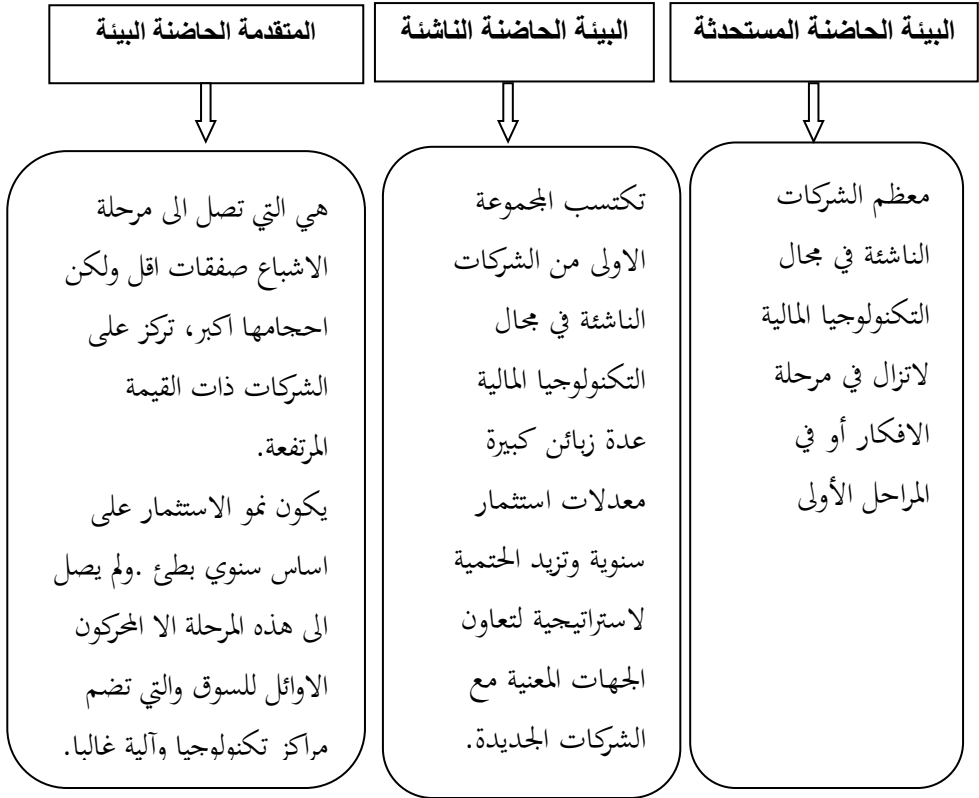 البيئة الحاضنة المستحدثة
معظم الشركات
الناشئة في مجال
التكنولوجيا المالية
لاتزال في مرحلة
الافكار أو في
المراحل الأولى
البيئة الحاضنة الناشئة
تكتسب المجموعة
الاولى من الشركات
الناشئة في مجال
التكنولوجيا المالية
عدة زبائن كبيرة
معدلات استثمار
سنوية وتزيد الحتمية
لاستراتيجية لتعاون
الجهات المعنية مع
الشركات الجديدة.
المتقدمة الحاضنة البيئة
هي التي تصل الى مرحلة
الاشباع صفقات اقل ولكن
احجامها اكبر، تركز على
الشركات ذات القيمة
المرتفعة.
يكون نمو الاستثمار على
اساس سنوي بطئ .ولم يصل
الى هذه المرحلة الا المحركون
الاوائل للسوق والتي تضم
مراكز تكنولوجيا وآلية غالبا.